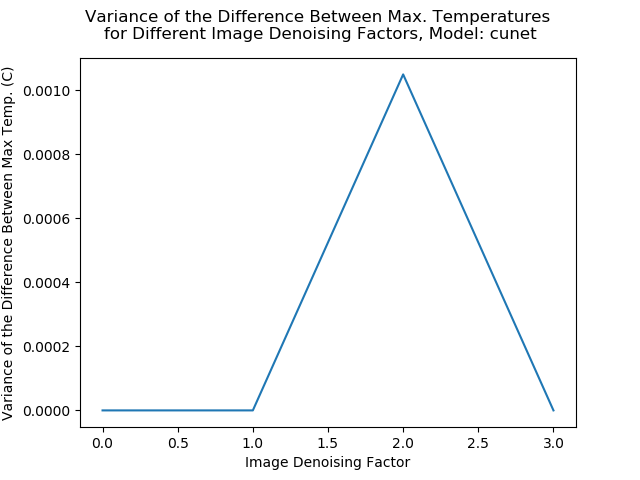 Variance of the Difference Between Max. Temperatures
for Different Image Denoising Factors, Model: cunet
Variance of the Difference Between Max Temp. (C)
0.0010
0.0008
0.0006
0.0004
0.0002
0.0000
0.0 0.5 1.0 1.5 2.0 2.5 3.0
Image Denoising Factor